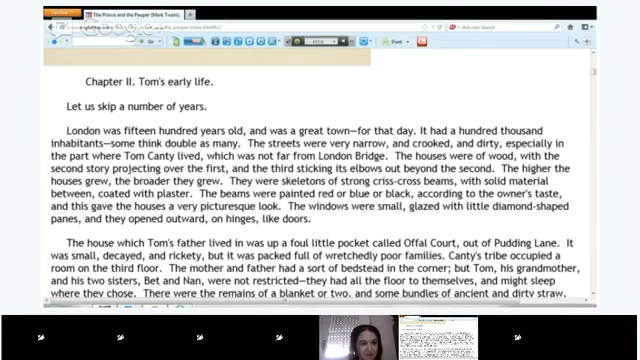 The Prince and the Pauper (Mark Twain)
Google
Print
Chapter II. Tom's early life.
Let us skip a number of years.
London was fifteen hundred years old, and was a great town—for that day. It had a hundred thousand
inhabitants—some think double as many. The streets were very narrow, and crooked, and dirty, especially in
the part where Tom Canty lived, which was not far from London Bridge. The houses were of wood, with the
second story projecting over the first, and the third sticking its elbows out beyond the second. The higher the
houses grew, the broader they grew. They were skeletons of strong criss-cross beams, with solid material
between, coated with plaster. The beams were painted red or blue or black, according to the owner's taste,
and this gave the houses a very picturesque look. The windows were small, glazed with little diamond-shaped
panes, and they opened outward, on hinges, like doors.
The house which Tom's father lived in was up a foul little pocket called Offal Court, out of Pudding Lane. It
was small, decayed, and rickety, but it was packed full of wretchedly poor families. Canty's tribe occupied a
room on the third floor. The mother and father had a sort of bedstead in the corner; but Tom, his grandmother,
and his two sisters, Bet and Nan, were not restricted—they had all the floor to themselves, and might sleep
where they chose. There were the remains of a blanket or two, and some bundles of ancient and dirty straw,